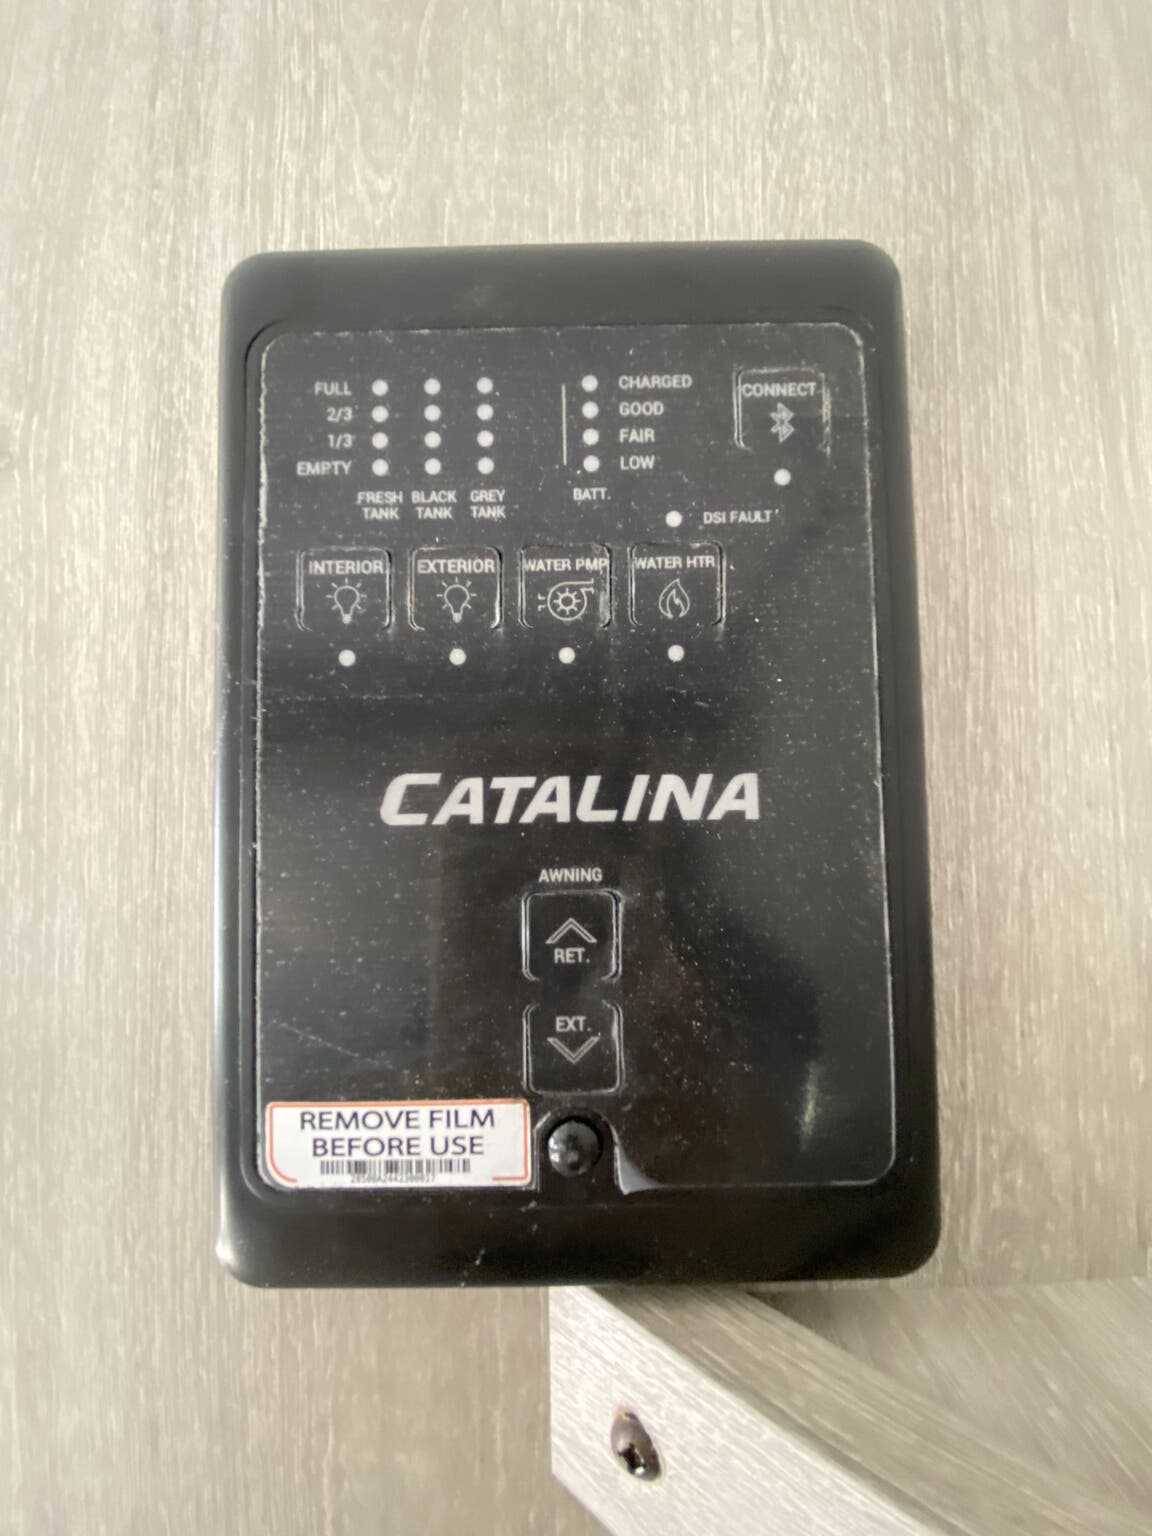 FULL
2/3
1/3
EMPTY
FRESH TANK
BLACK TANK
GREY TANK
CHARGED
GOOD
FAIR
LOW
BATT.
CONNECT
DSI FAULT
INTERIOR
EXTERIOR
WATER PMP
WATER HTR
CATALINA
AWNING
RET.
EXT.
REMOVE FILM
BEFORE USE